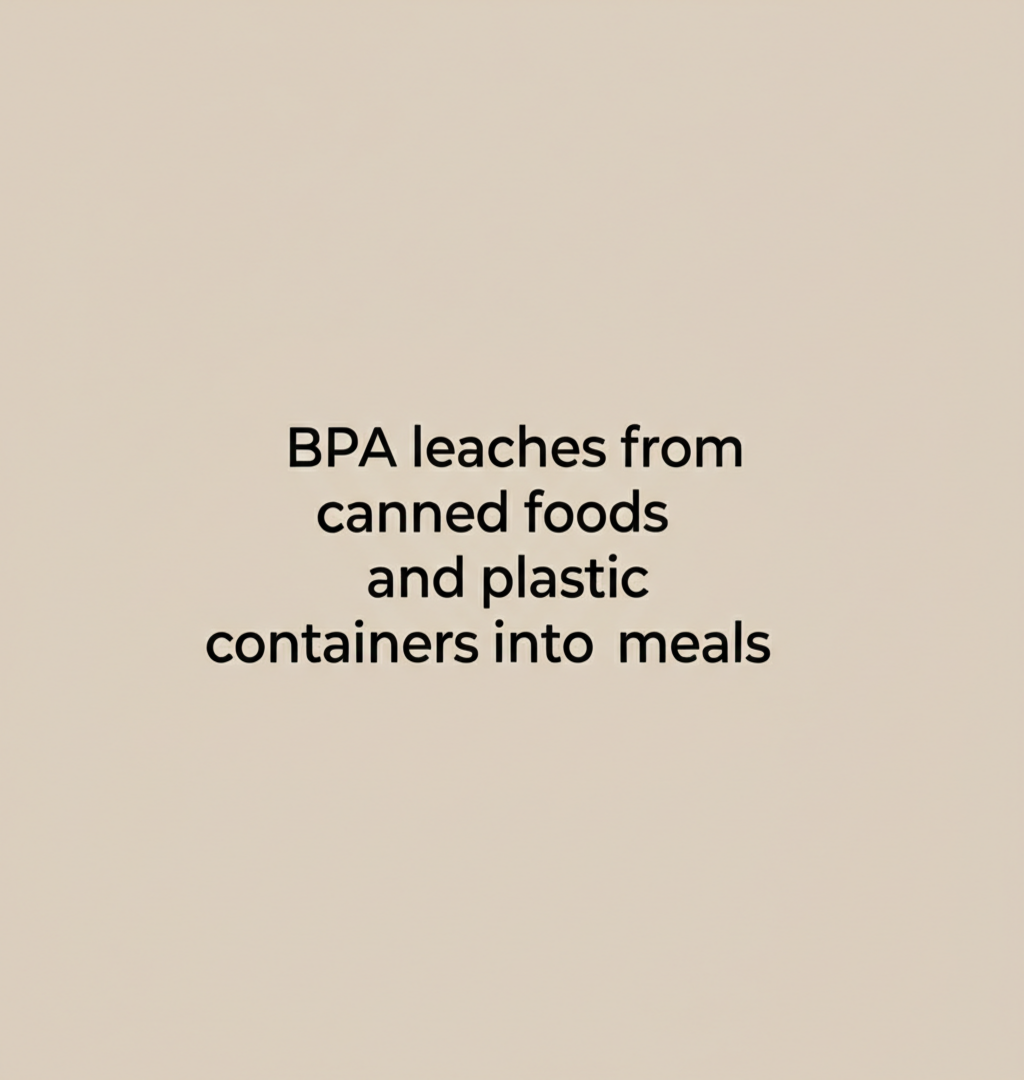 BPA leaches from
canned foods
and plastic
containers into meals